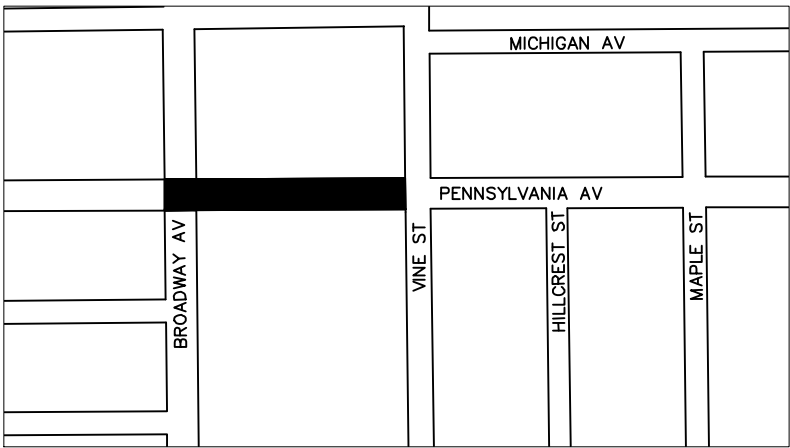 MICHIGAN AV
PENNSYLVANIA AV
BROADWAY AV
VINE ST
HILLCREST ST
MAPLE ST